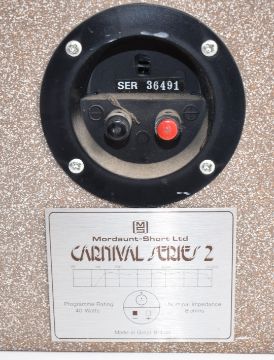 SER 36491
MS
Mordaunt-Short Ltd
CARNIVAL SERIES 2
Programme Rating
40 Watts
Nominal Impedance
8 ohms
Made in Great Britain